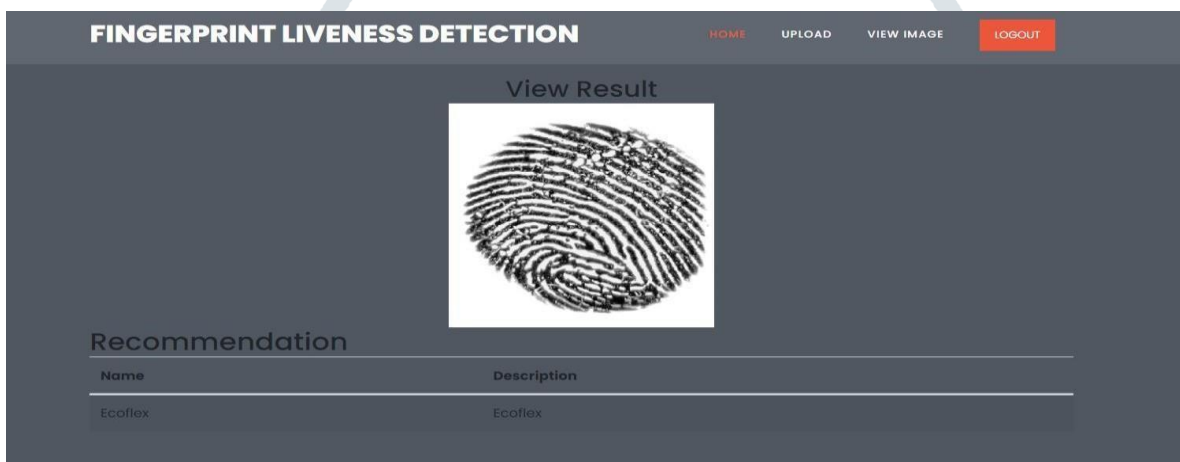 FINGERPRINT LIVENESS DETECTION HOME UPLOAD VIEW IMAGE LOGOUT
View Result
Recommendation
Name Description
Ecoflex Ecoflex